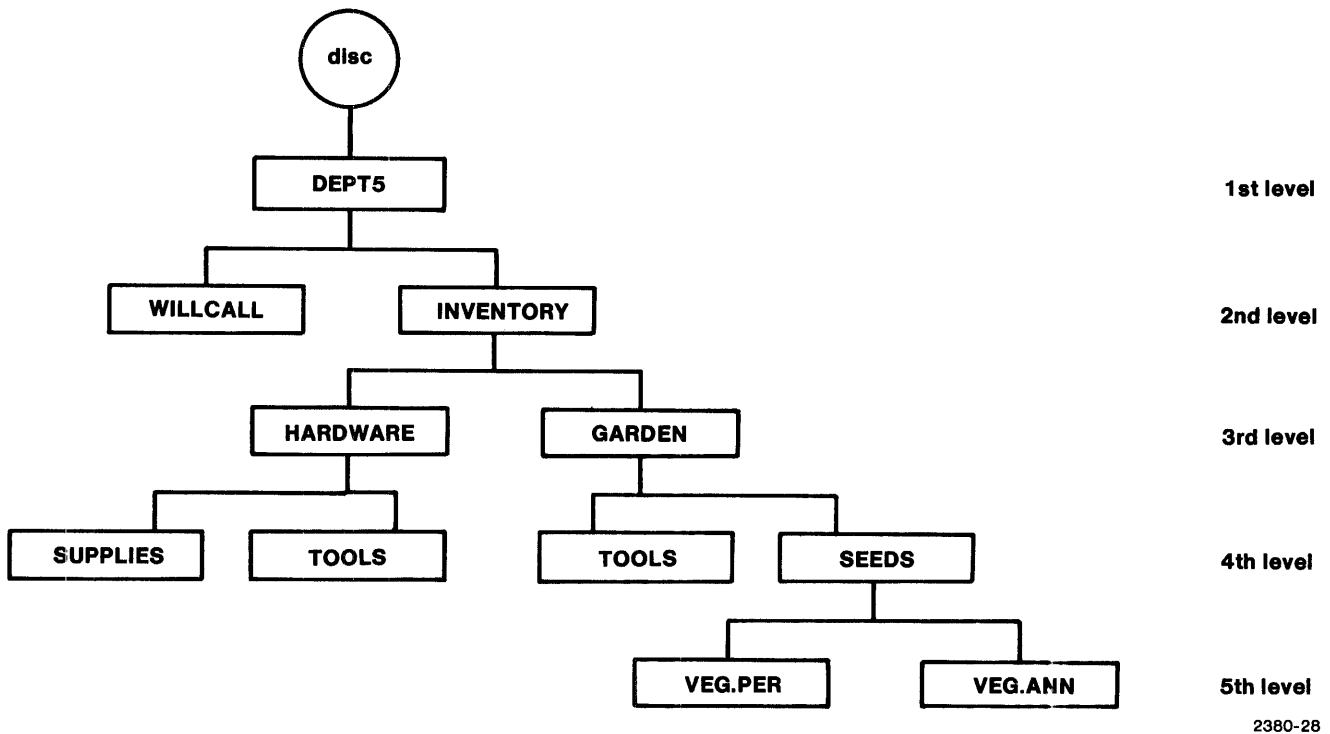 disc
DEPT5
1st level
WILLCALL
INVENTORY
2nd level
HARDWARE
GARDEN
3rd level
SUPPLIES
TOOLS
TOOLS
SEEDS
4th level
VEG.PER
VEG.ANN
5th level
2380-28